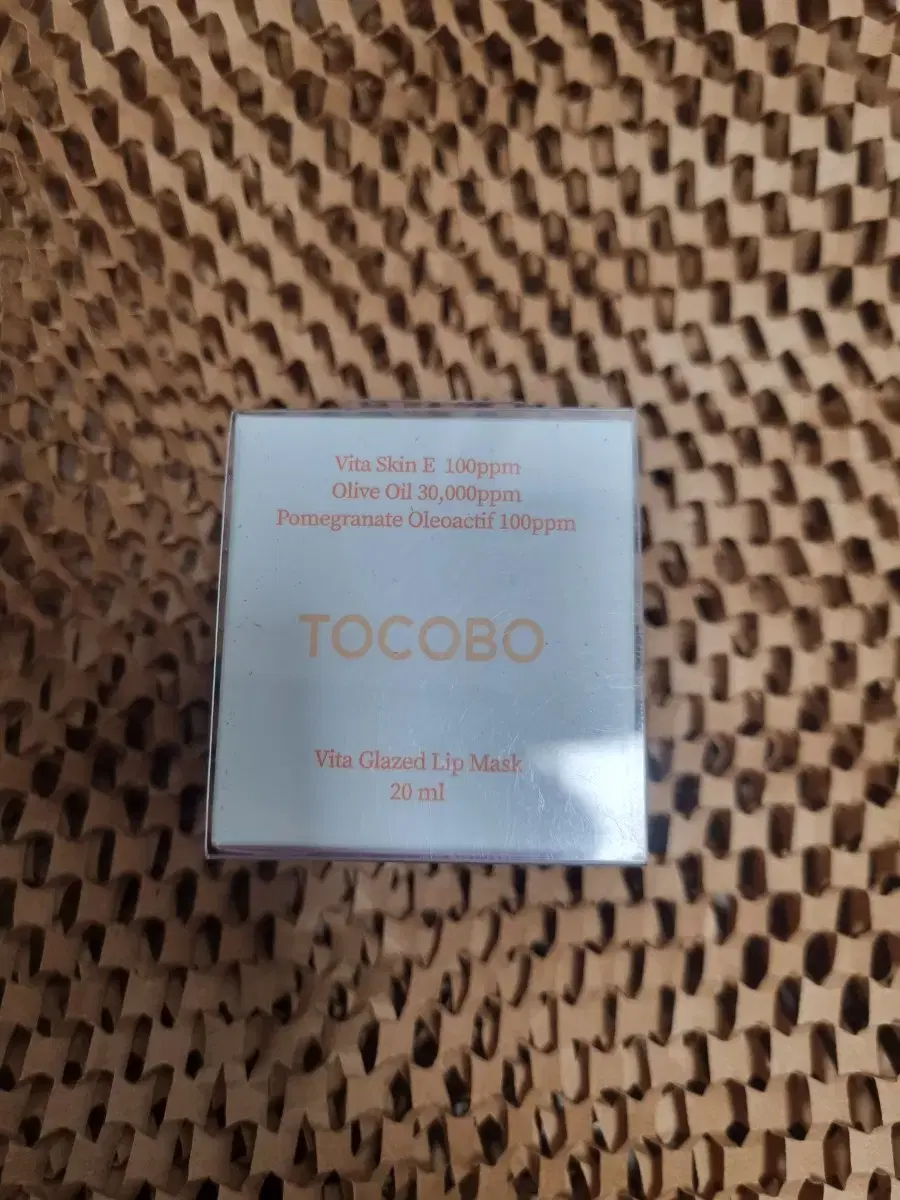 Vita Skin E 100ppm
Olive Oil 30,000ppm
Pomegranate Oleoactif 100ppm
TOCOBO
Vita Glazed Lip Mask
20 ml